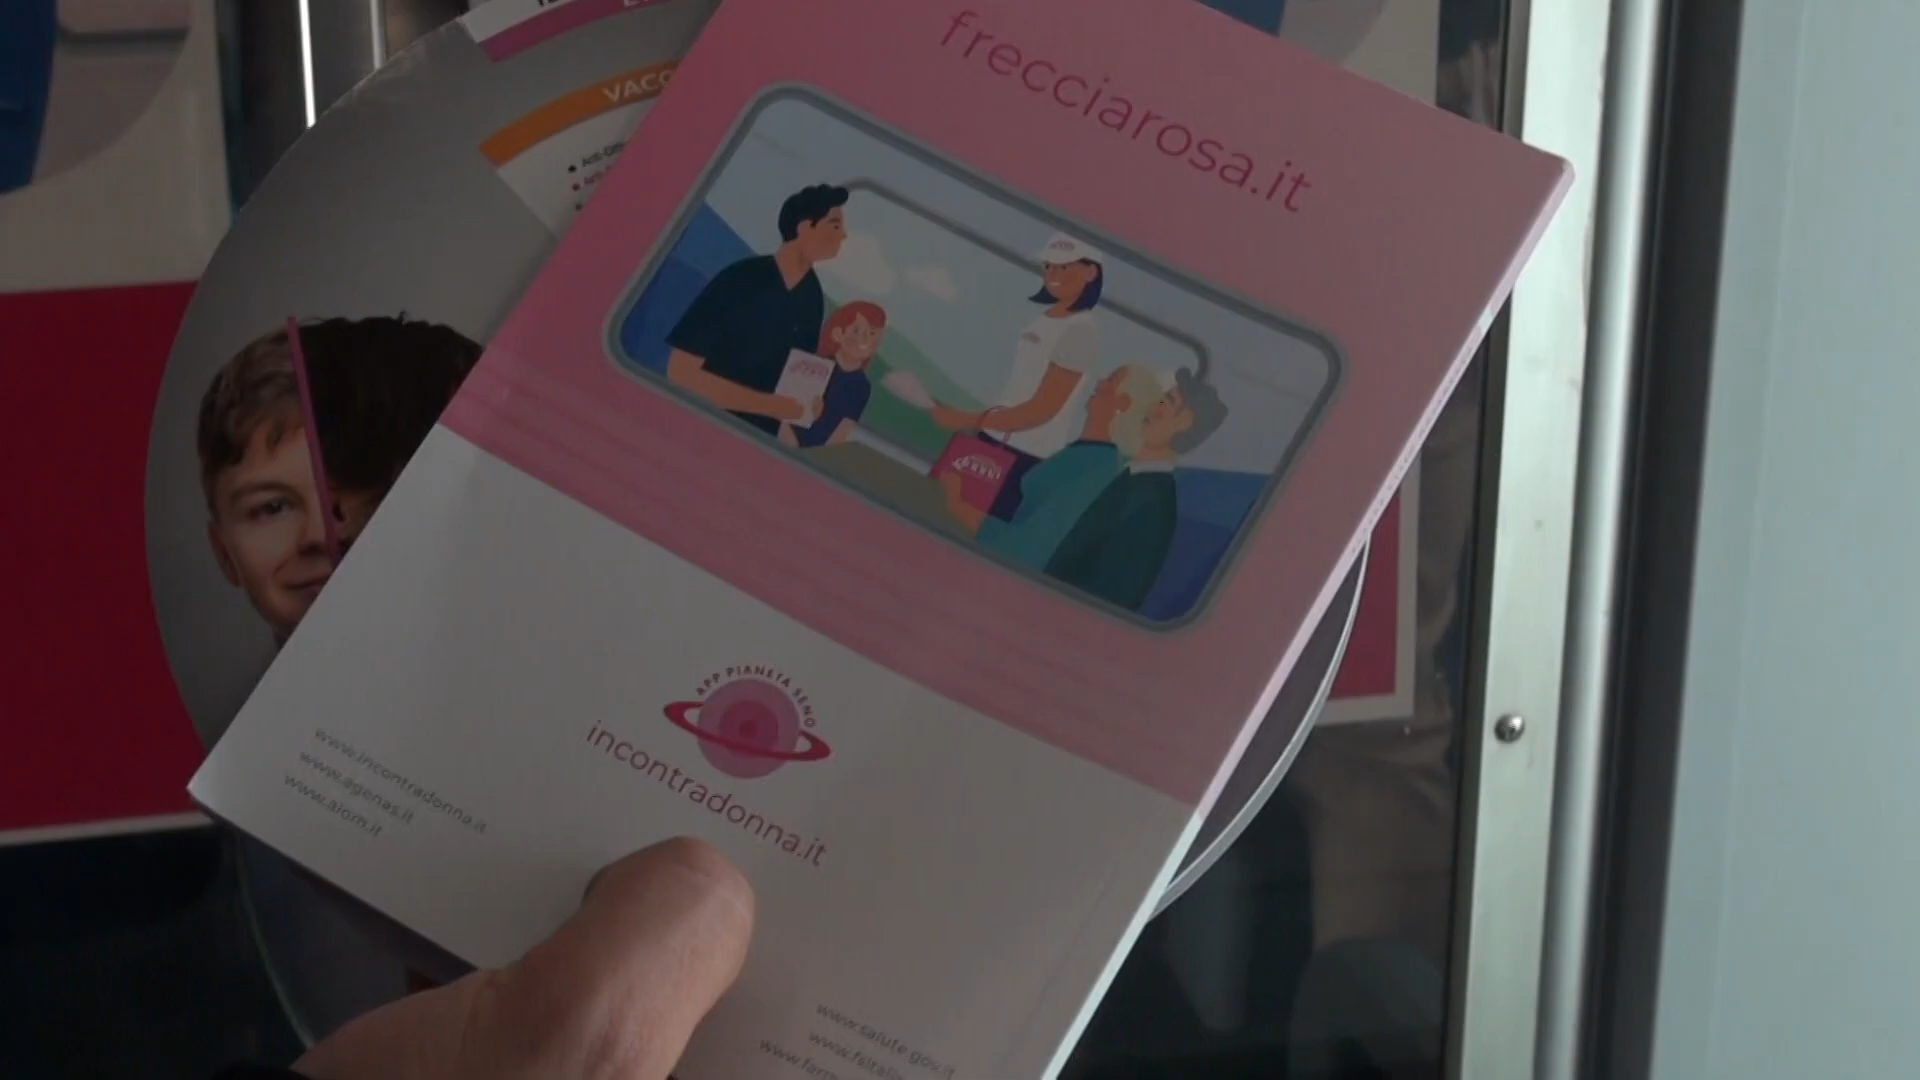 frecciarosa.it
APP PIANETA SENO
incontradonna.it
www.incontradonna.it
www.agenas.it
www.aiom.it
www.salute.gov.it